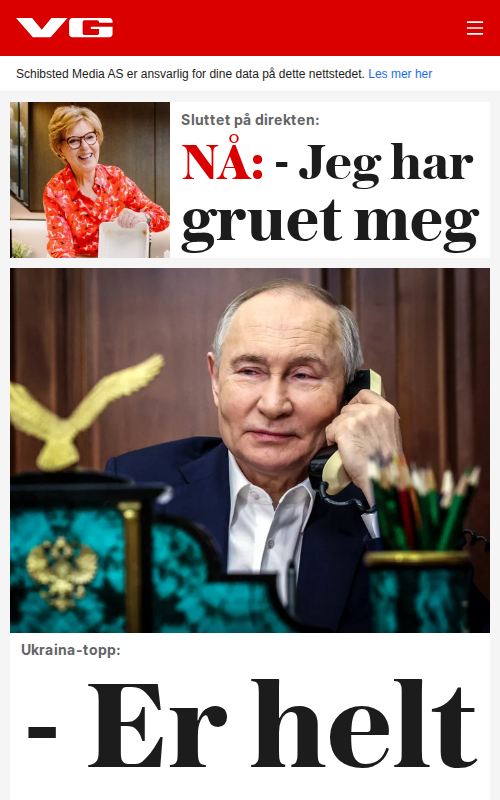 VG
Schibsted Media AS er ansvarlig for dine data på dette nettstedet. Les mer her
Sluttet på direkten:
NÅ: - Jeg har
gruet meg
Ukraina-topp:
- Er helt